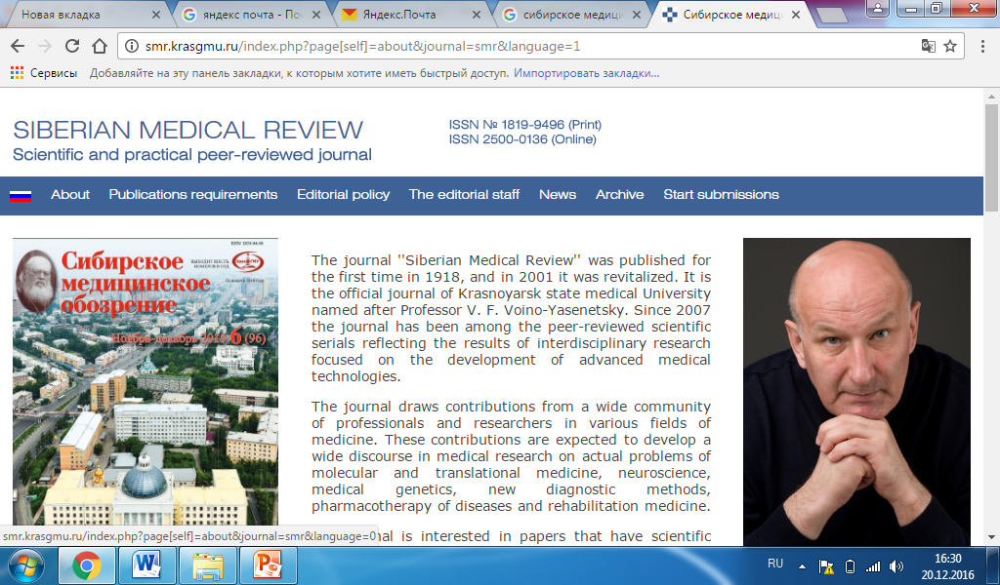 Новая вкладка
яндекс почта - По
Яндекс.Почта
сибирское медици
Сибирское медиц
smr.krasgmu.ru/index.php?page[self]=about&journal=smr&language=1
Сервисы
Добавляйте на эту панель закладки, к которым хотите иметь быстрый доступ. Импортировать закладки...
SIBERIAN MEDICAL REVIEW
Scientific and practical peer-reviewed journal
ISSN № 1819-9496 (Print)
ISSN 2500-0136 (Online)
About Publications requirements Editorial policy The editorial staff News Archive Start submissions
ВЫХОДИТ ШЕСТЬ
НОМЕРОВ В ГОД
Сибирское
медицинское
обозрение
6 (96)
The journal "Siberian Medical Review" was published for
the first time in 1918, and in 2001 it was revitalized. It is
the official journal of Krasnoyarsk state medical University
named after Professor V. F. Voino-Yasenetsky. Since 2007
the journal has been among the peer-reviewed scientific
serials reflecting the results of interdisciplinary research
focused on the development of advanced medical
technologies.
The journal draws contributions from a wide community
of professionals and researchers in various fields of
medicine. These contributions are expected to develop a
wide discourse in medical research on actual problems of
molecular and translational medicine, neuroscience,
medical genetics, new diagnostic methods,
pharmacotherapy of diseases and rehabilitation medicine.
nal is interested in papers that have scientific
smr.krasgmu.ru/index.php?page[self]=about&journal=smr&language=0
RU
16:30
20.12.2016